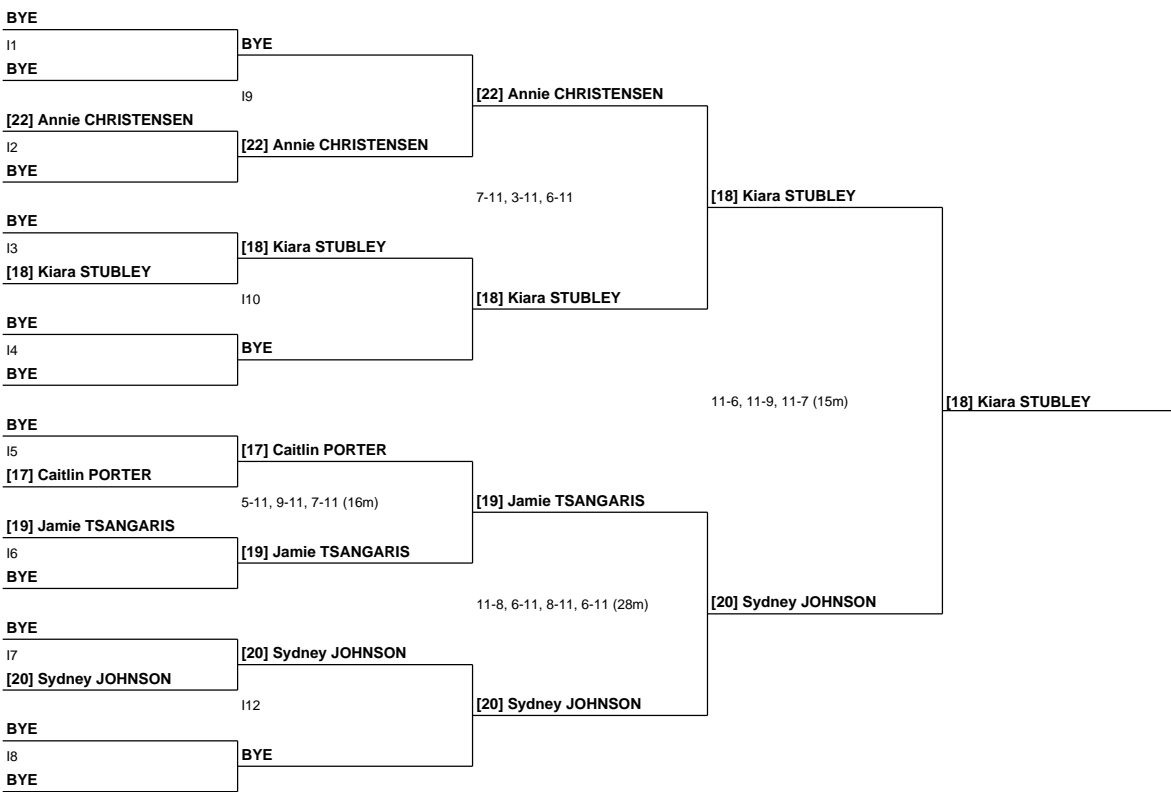 BYE
I1
BYE
BYE
I9
[22] Annie CHRISTENSEN
[22] Annie CHRISTENSEN
I2
[22] Annie CHRISTENSEN
BYE
7-11, 3-11, 6-11
[18] Kiara STUBLEY
BYE
I3
[18] Kiara STUBLEY
[18] Kiara STUBLEY
I10
[18] Kiara STUBLEY
BYE
I4
BYE
BYE
11-6, 11-9, 11-7 (15m)
[18] Kiara STUBLEY
BYE
I5
[17] Caitlin PORTER
[17] Caitlin PORTER
5-11, 9-11, 7-11 (16m)
[19] Jamie TSANGARIS
[19] Jamie TSANGARIS
I6
[19] Jamie TSANGARIS
BYE
11-8, 6-11, 8-11, 6-11 (28m)
[20] Sydney JOHNSON
BYE
I7
[20] Sydney JOHNSON
[20] Sydney JOHNSON
I12
[20] Sydney JOHNSON
BYE
I8
BYE
BYE